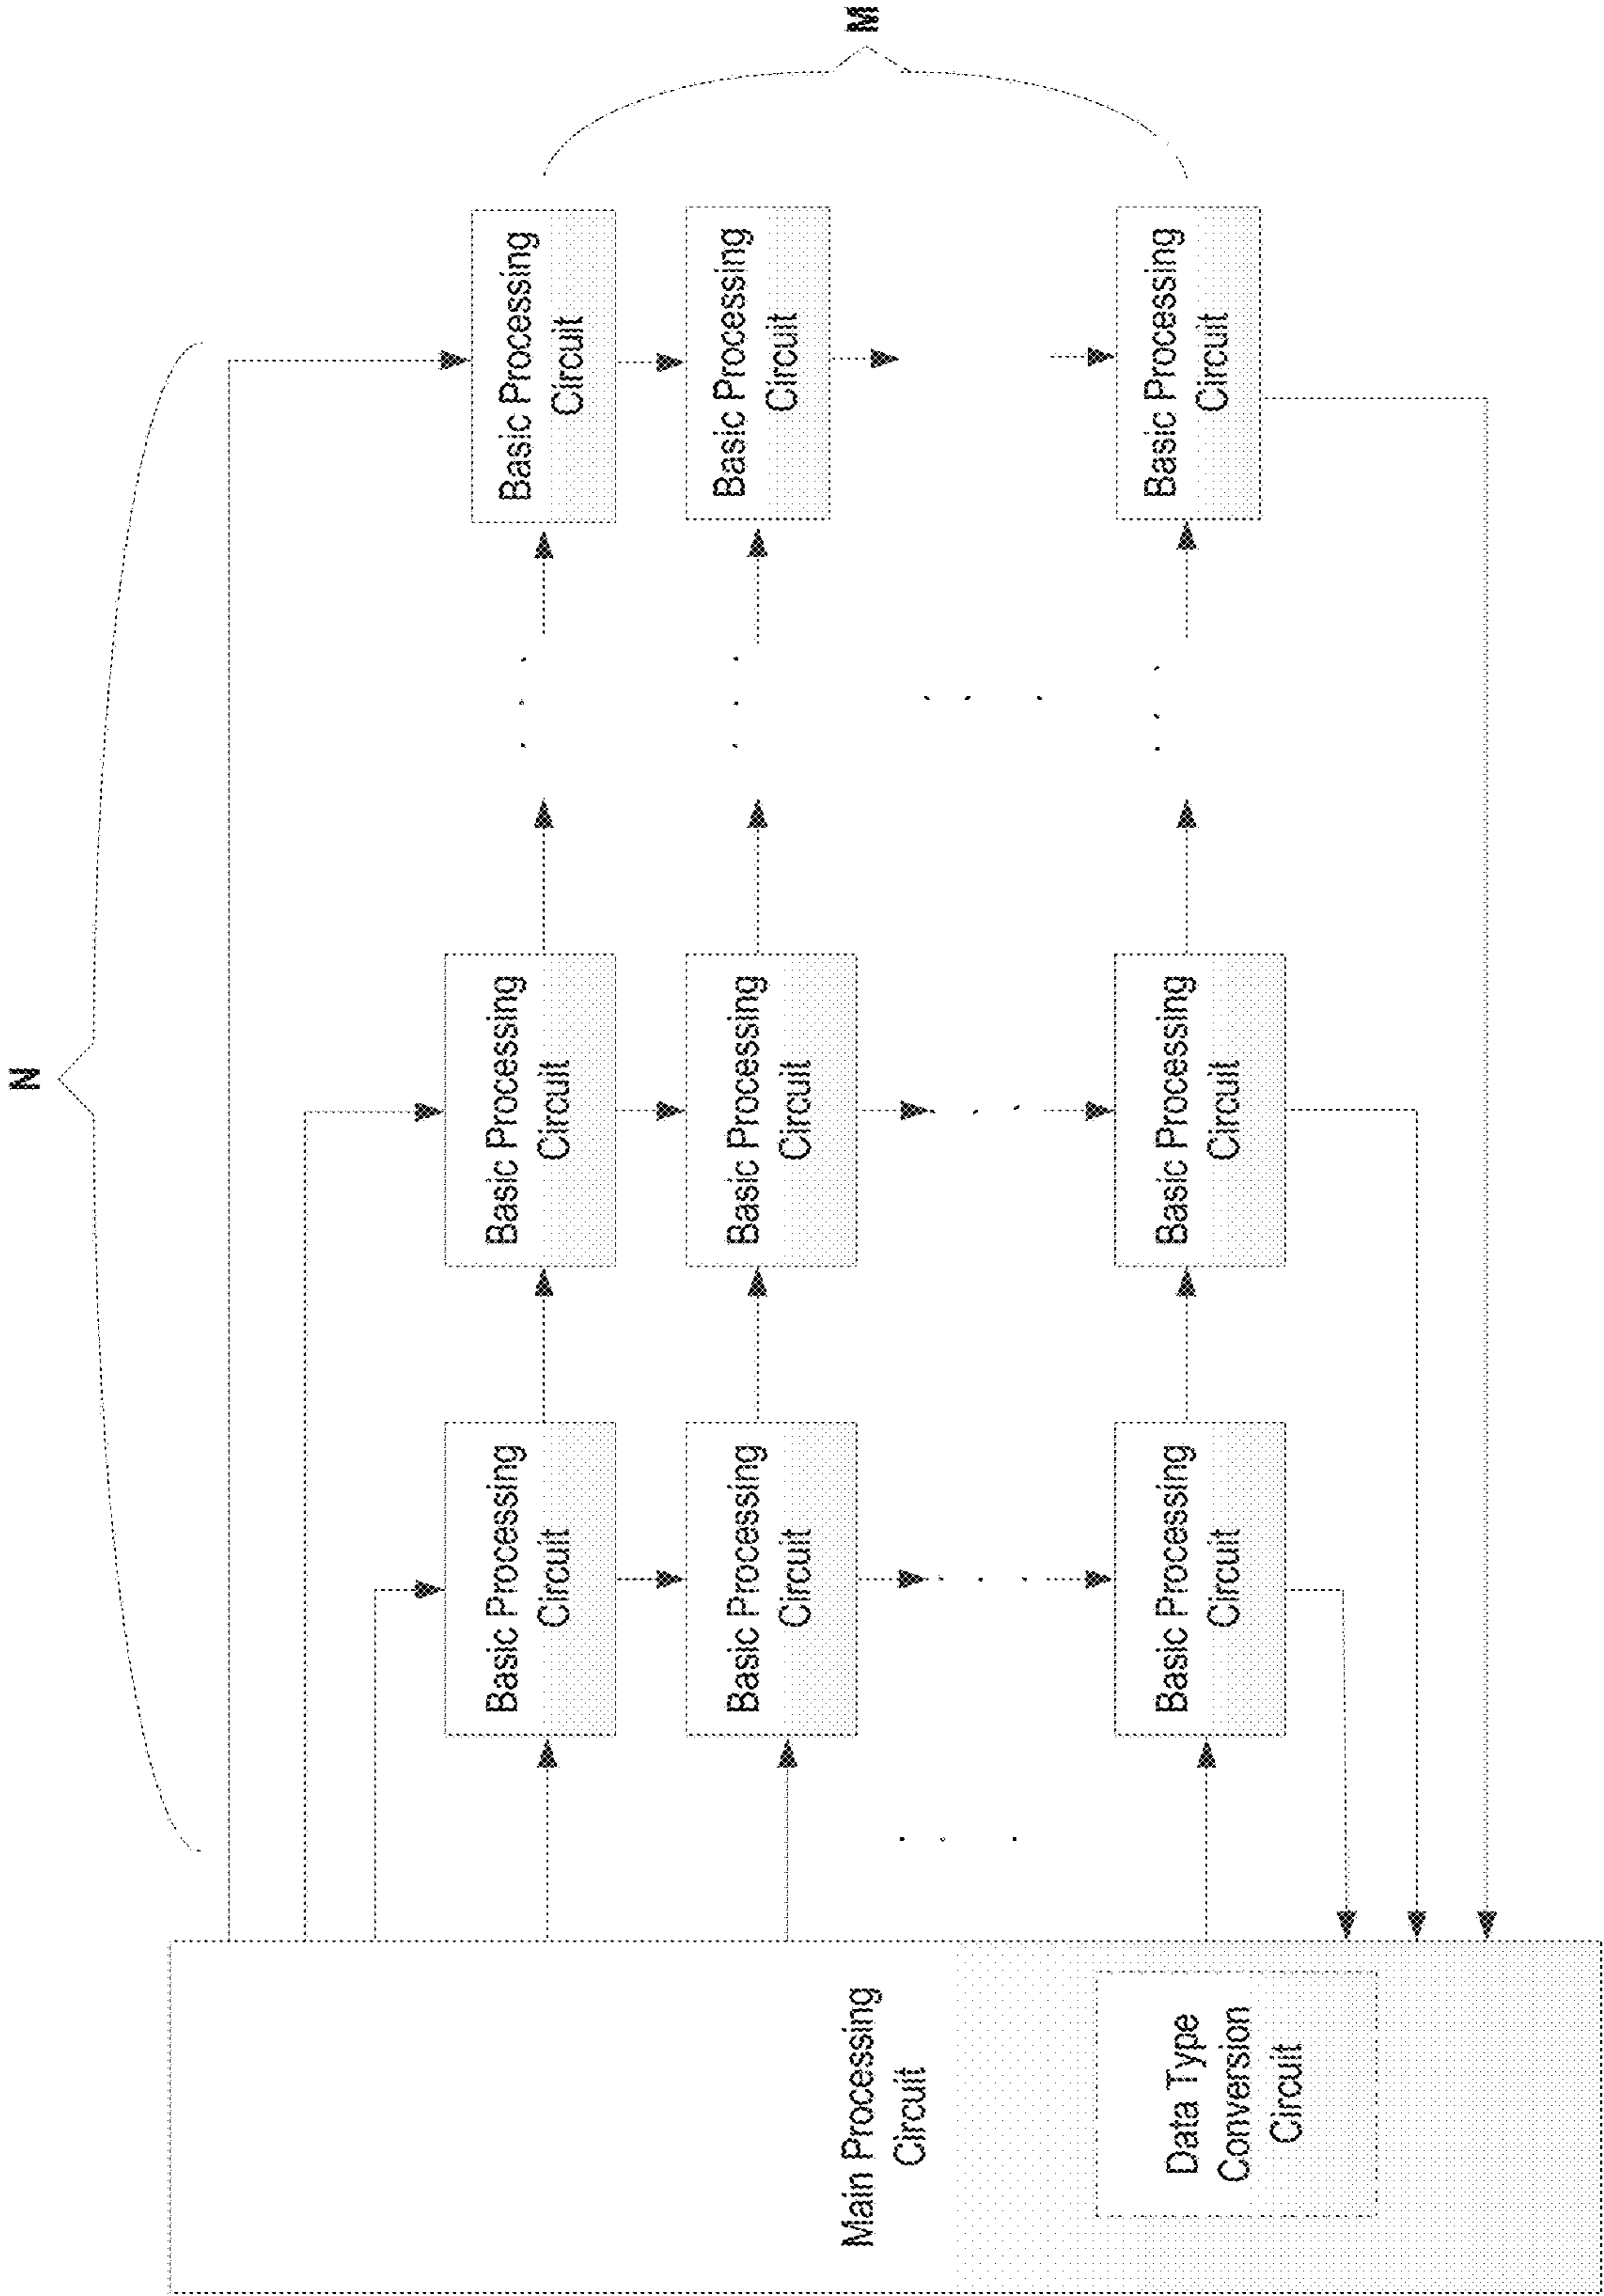 N
Basic Processing
Circuit
Basic Processing
Circuit
Basic Processing
Circuit
Basic Processing
Circuit
Basic Processing
Circuit
Basic Processing
Circuit
Main Processing
Circuit
M
Data Type
Conversion
Circuit
Basic Processing
Circuit
Basic Processing
Circuit
Basic Processing
Circuit